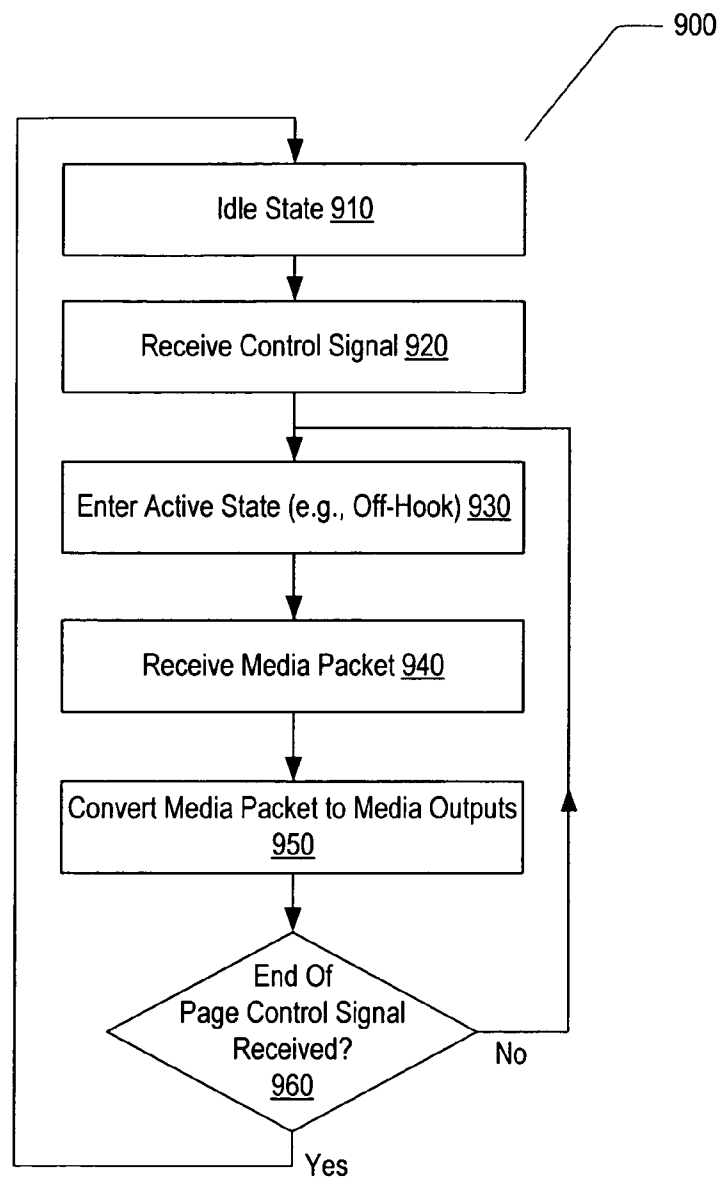 900
Idle State 910
Receive Control Signal 920
Enter Active State (e.g., Off-Hook) 930
Receive Media Packet 940
Convert Media Packet to Media Outputs
950
End Of
Page Control Signal
Received?
960
No
Yes